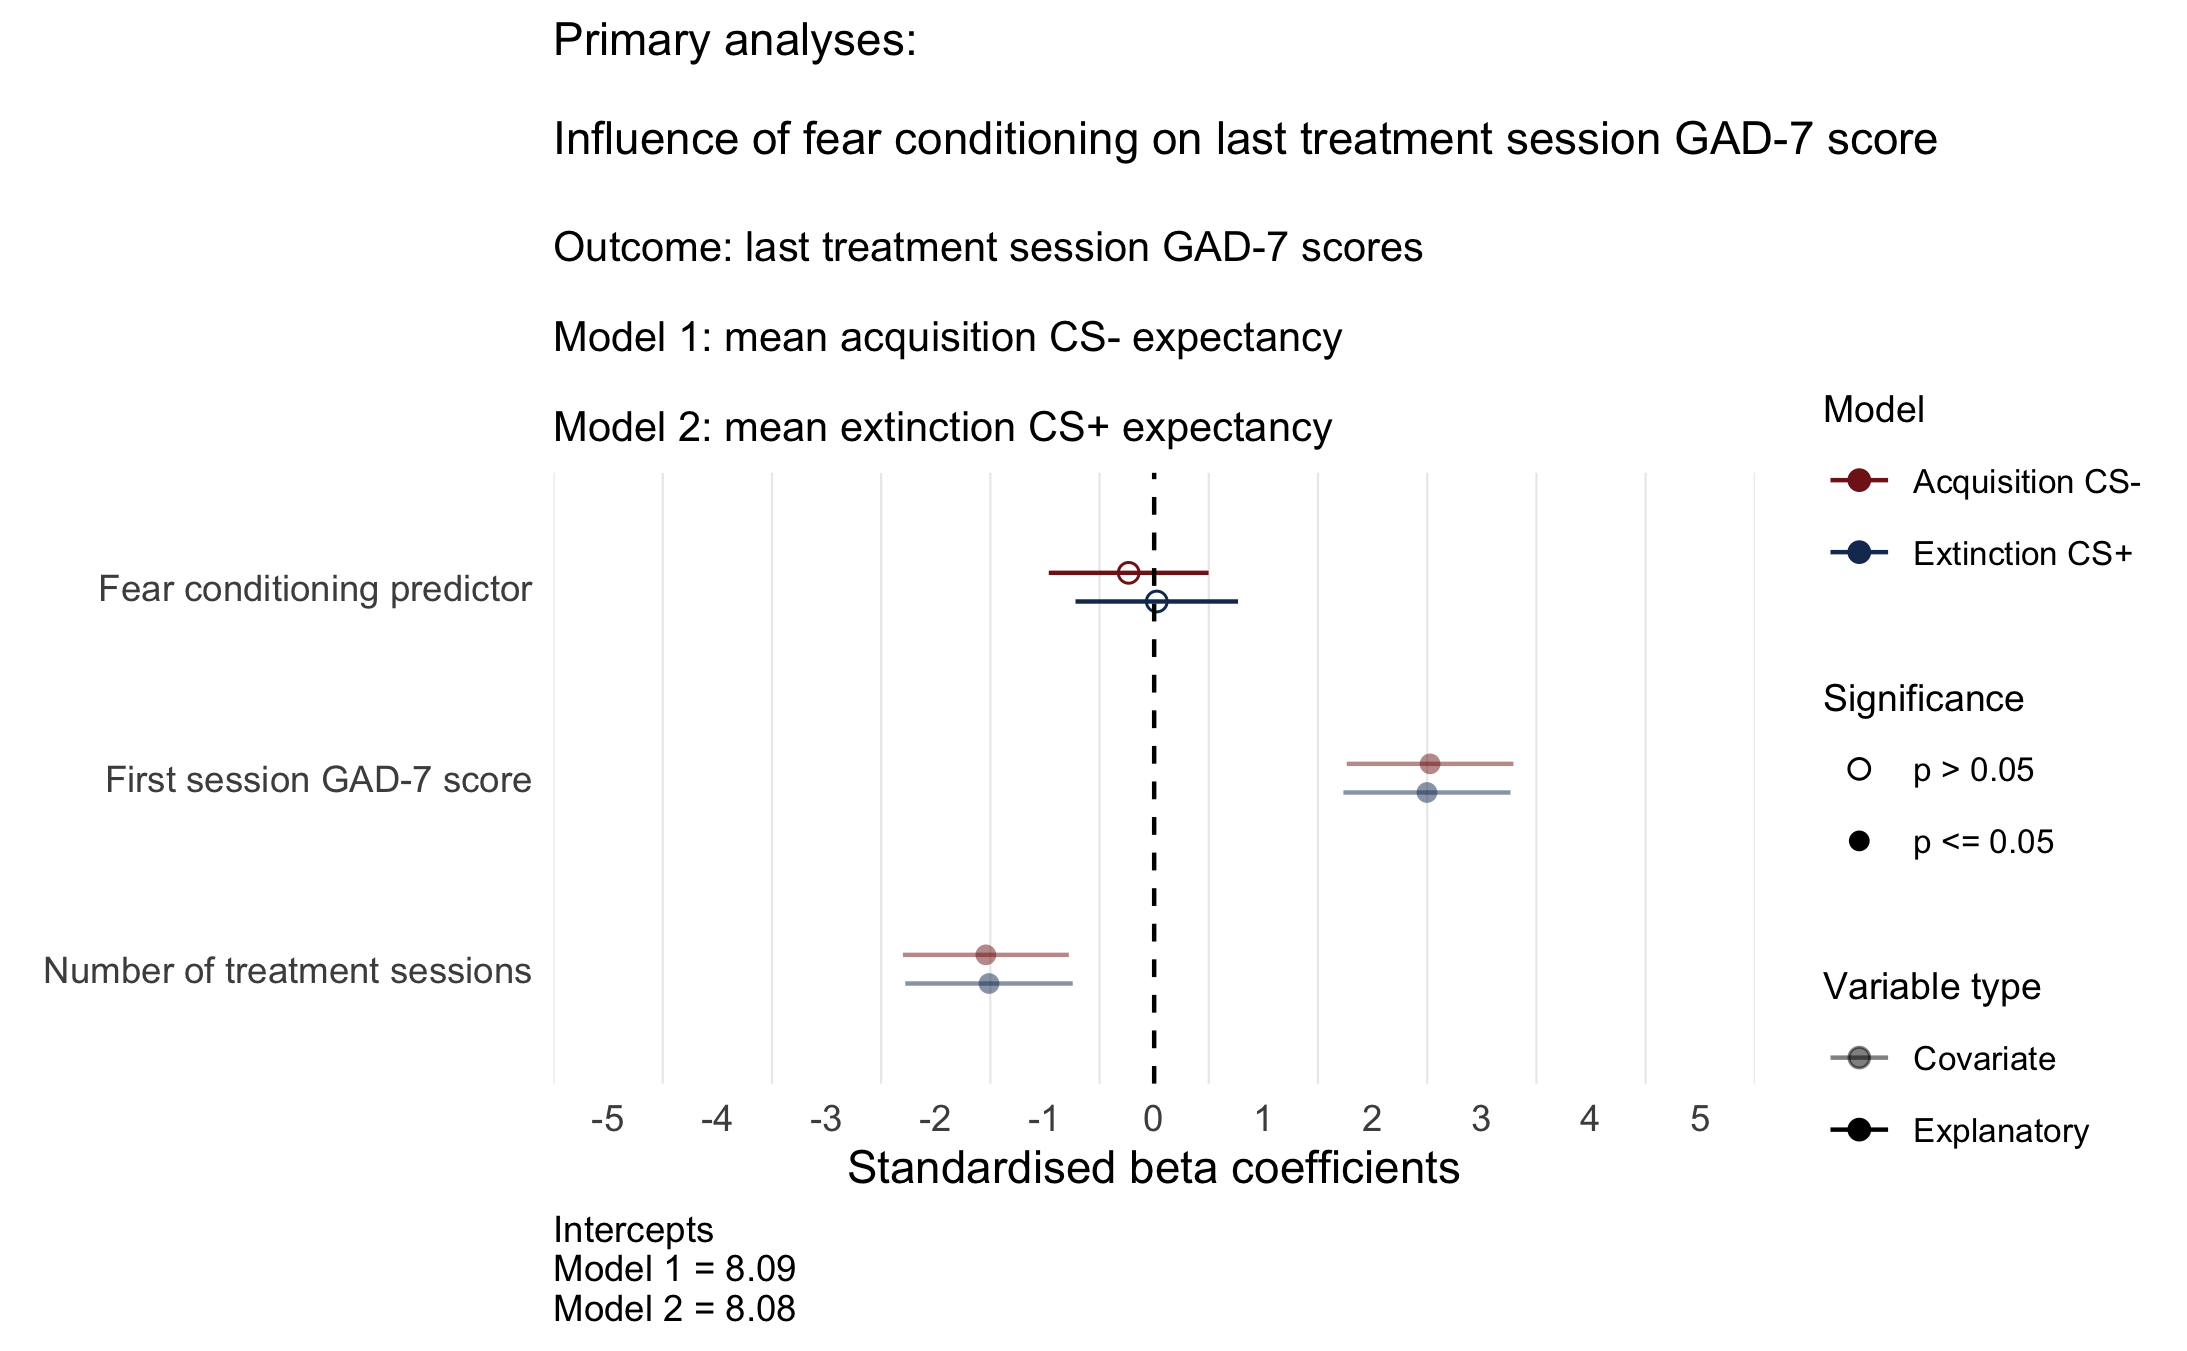 Primary analyses:
Influence of fear conditioning on last treatment session GAD-7 score
Outcome: last treatment session GAD-7 scores
Model 1: mean acquisition CS- expectancy
Model 2: mean extinction CS+ expectancy
Fear conditioning predictor
First session GAD-7 score
Number of treatment sessions
-5 -4 -3 -2 -1 0 1 2 3 4 5
Standardised beta coefficients
Intercepts
Model 1 = 8.09
Model 2 = 8.08
Model
Acquisition CS-
Extinction CS+
Significance
p > 0.05
p <= 0.05
Variable type
Covariate
Explanatory